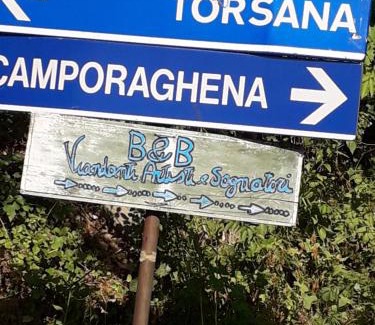 TORSANA
CAMPORAGHENA
B&B
Viandanti Artisti e Sognatori